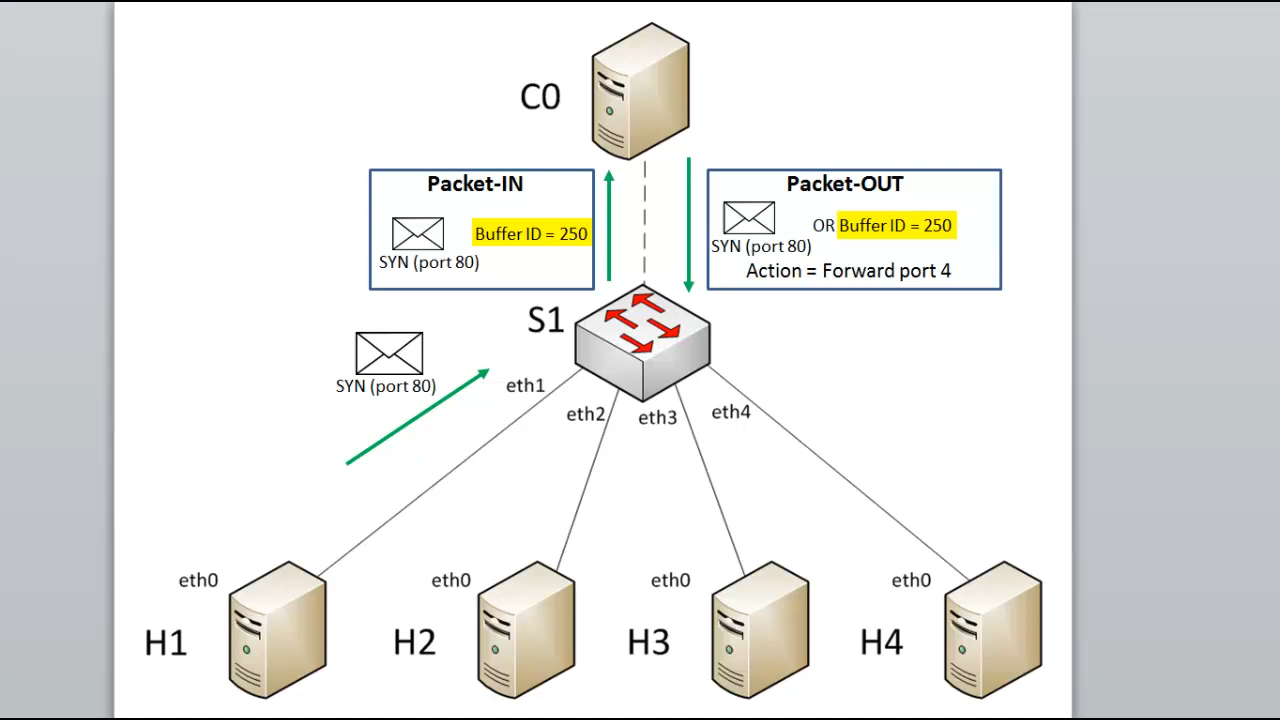 C0
Packet-IN
Buffer ID = 250
SYN (port 80)
Packet-OUT
OR Buffer ID = 250
SYN (port 80)
Action = Forward port 4
S1
SYN (port 80)
eth1
eth2
eth3
eth4
eth0
eth0
eth0
eth0
H1
H2
H3
H4